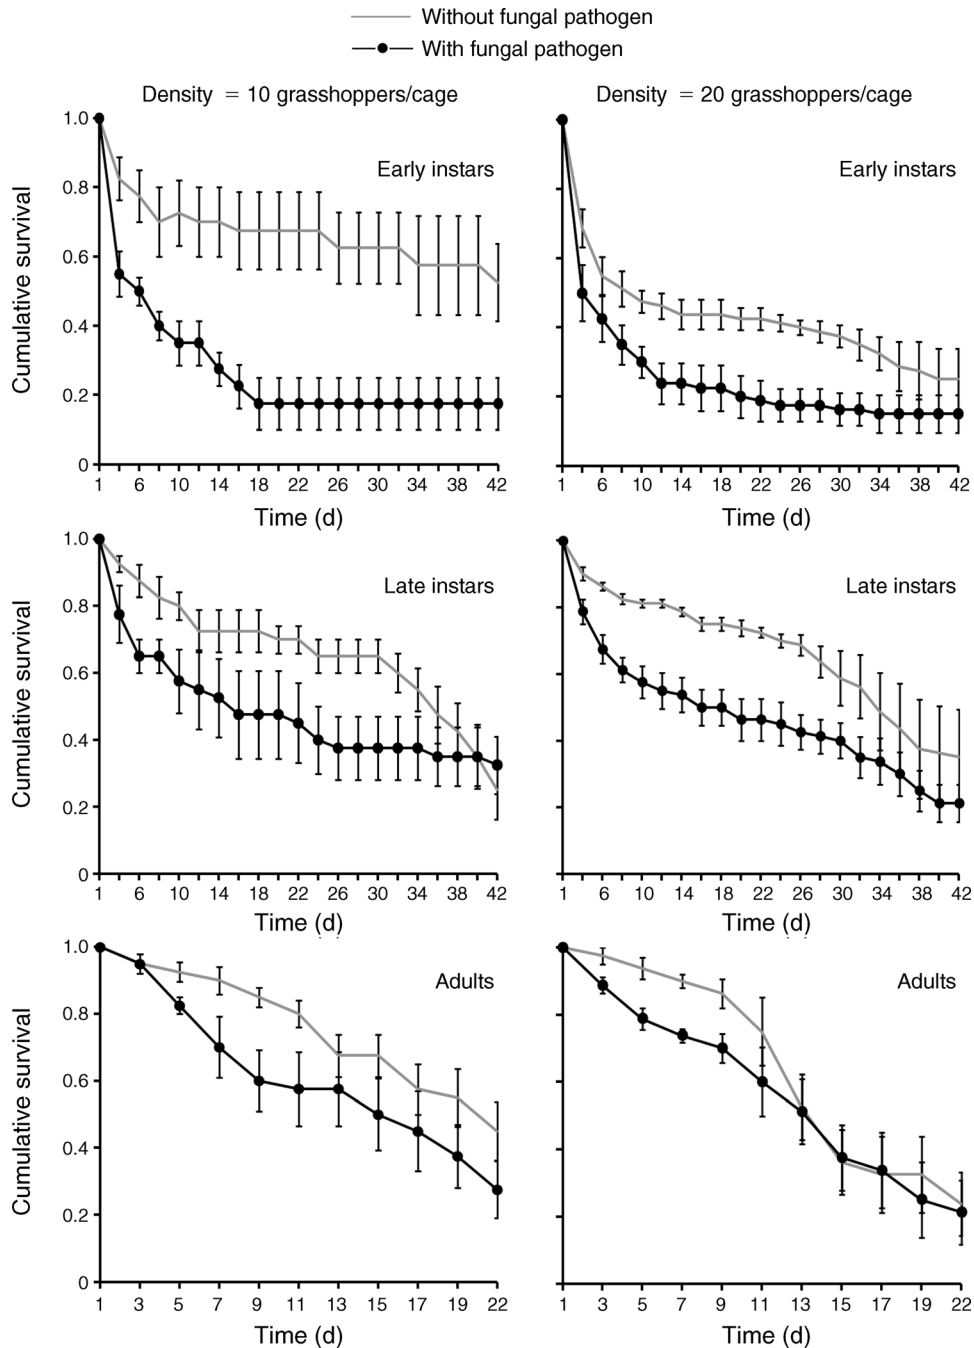 Without fungal pathogen
With fungal pathogen
Density = 10 grasshoppers/cage
Density = 20 grasshoppers/cage
Cumulative survival
1.0
0.8
0.6
0.4
0.2
0
Early instars
1 6 10 14 18 22 26 30 34 38 42
Time (d)
Early instars
1 6 10 14 18 22 26 30 34 38 42
Time (d)
Cumulative survival
1.0
0.8
0.6
0.4
0.2
0
Late instars
1 6 10 14 18 22 26 30 34 38 42
Time (d)
Late instars
1 6 10 14 18 22 26 30 34 38 42
Time (d)
Cumulative survival
1.0
0.8
0.6
0.4
0.2
0
Adults
1 3 5 7 9 11 13 15 17 19 22
Time (d)
Adults
1 3 5 7 9 11 13 15 17 19 22
Time (d)